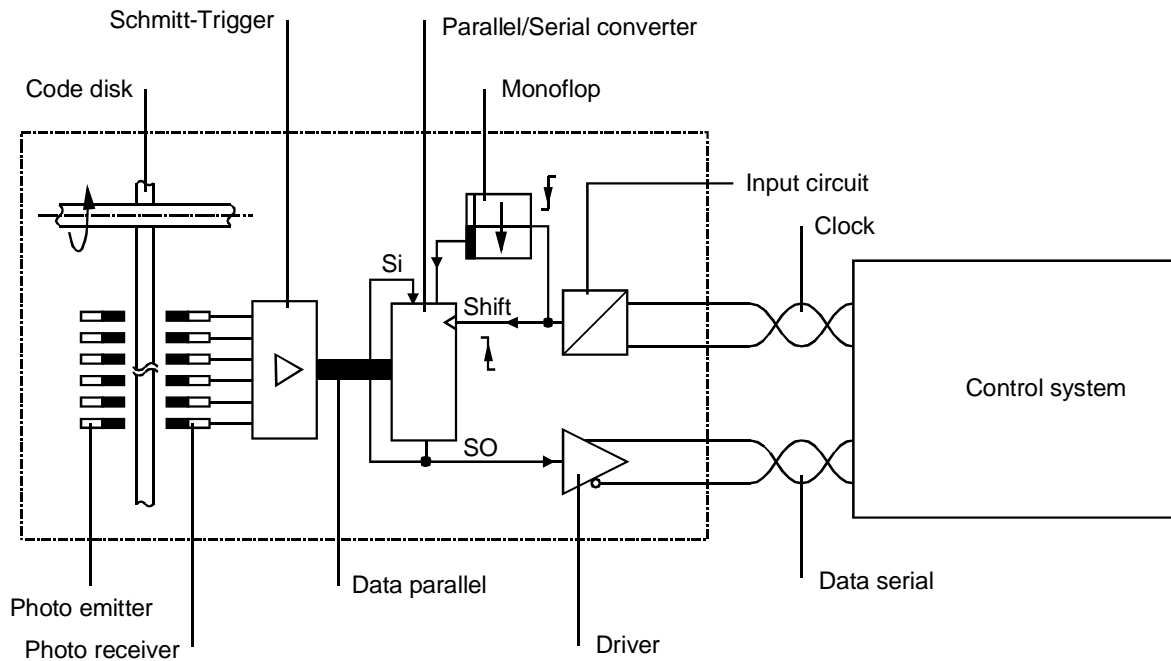 Schmitt-Trigger
Parallel/Serial converter
Code disk
Monoflop
Input circuit
Clock
Si
Shift
Control system
SO
Data parallel
Data serial
Photo emitter
Photo receiver
Driver